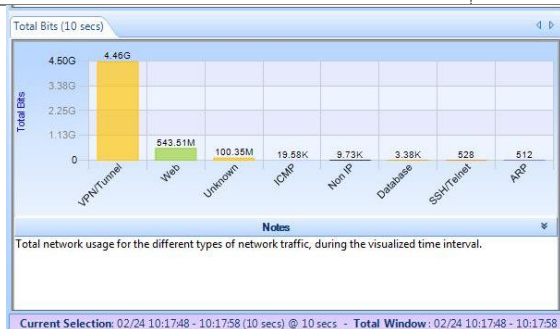 Total Bits (10 secs)
4.50G
3.38G
2.25G
1.13G
0
Total Bits
4.46G
543.51M
100.35M
19.58K
9.73K
3.38K
528
512
VPN/Tunnel
Web
Unknown
ICMP
Non IP
Database
SSH/Telnet
ARP
Notes
Total network usage for the different types of network traffic, during the visualized time interval.
Current Selection: 02/24 10:17:48 - 10:17:58 (10 secs) @ 10 secs - Total Window: 02/24 10:17:48 - 10:17:58